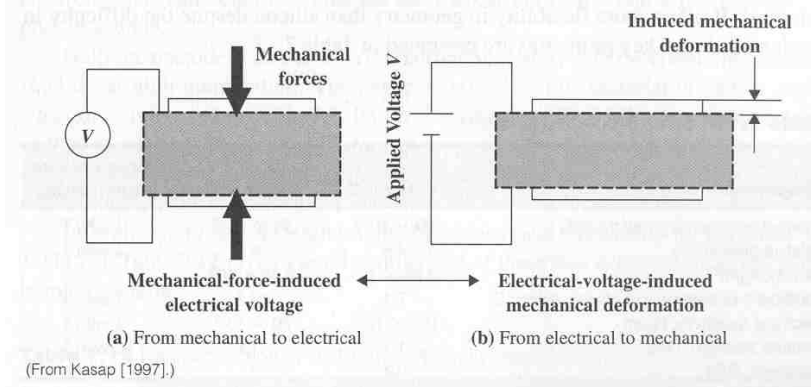 Mechanical
forces
V
Mechanical-force-induced
electrical voltage
(a) From mechanical to electrical
Applied Voltage V
Induced mechanical
deformation
Electrical-voltage-induced
mechanical deformation
(b) From electrical to mechanical
(From Kasap [1997].)